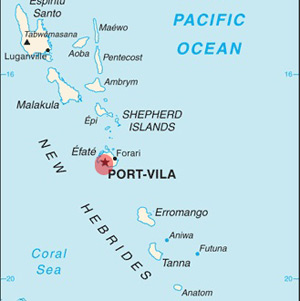 Espiritu
Santo
Tabwemasana
Luganville
Maéwo
Aoba
Pentecost
PACIFIC
OCEAN
16
16
Ambrym
Malakula
Épi
SHEPHERD
ISLANDS
Éfaté
Forari
PORT-VILA
NEW
HEBRIDES
Erromango
Aniwa
Futuna
Tanna
Coral
Sea
20
20
Anatom